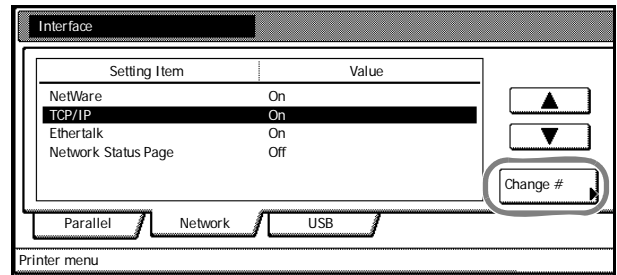 Interface
Setting Item Value
NetWare On
TCP/IP On
Ethertalk On
Network Status Page Off
Change #
Parallel Network USB
Printer menu